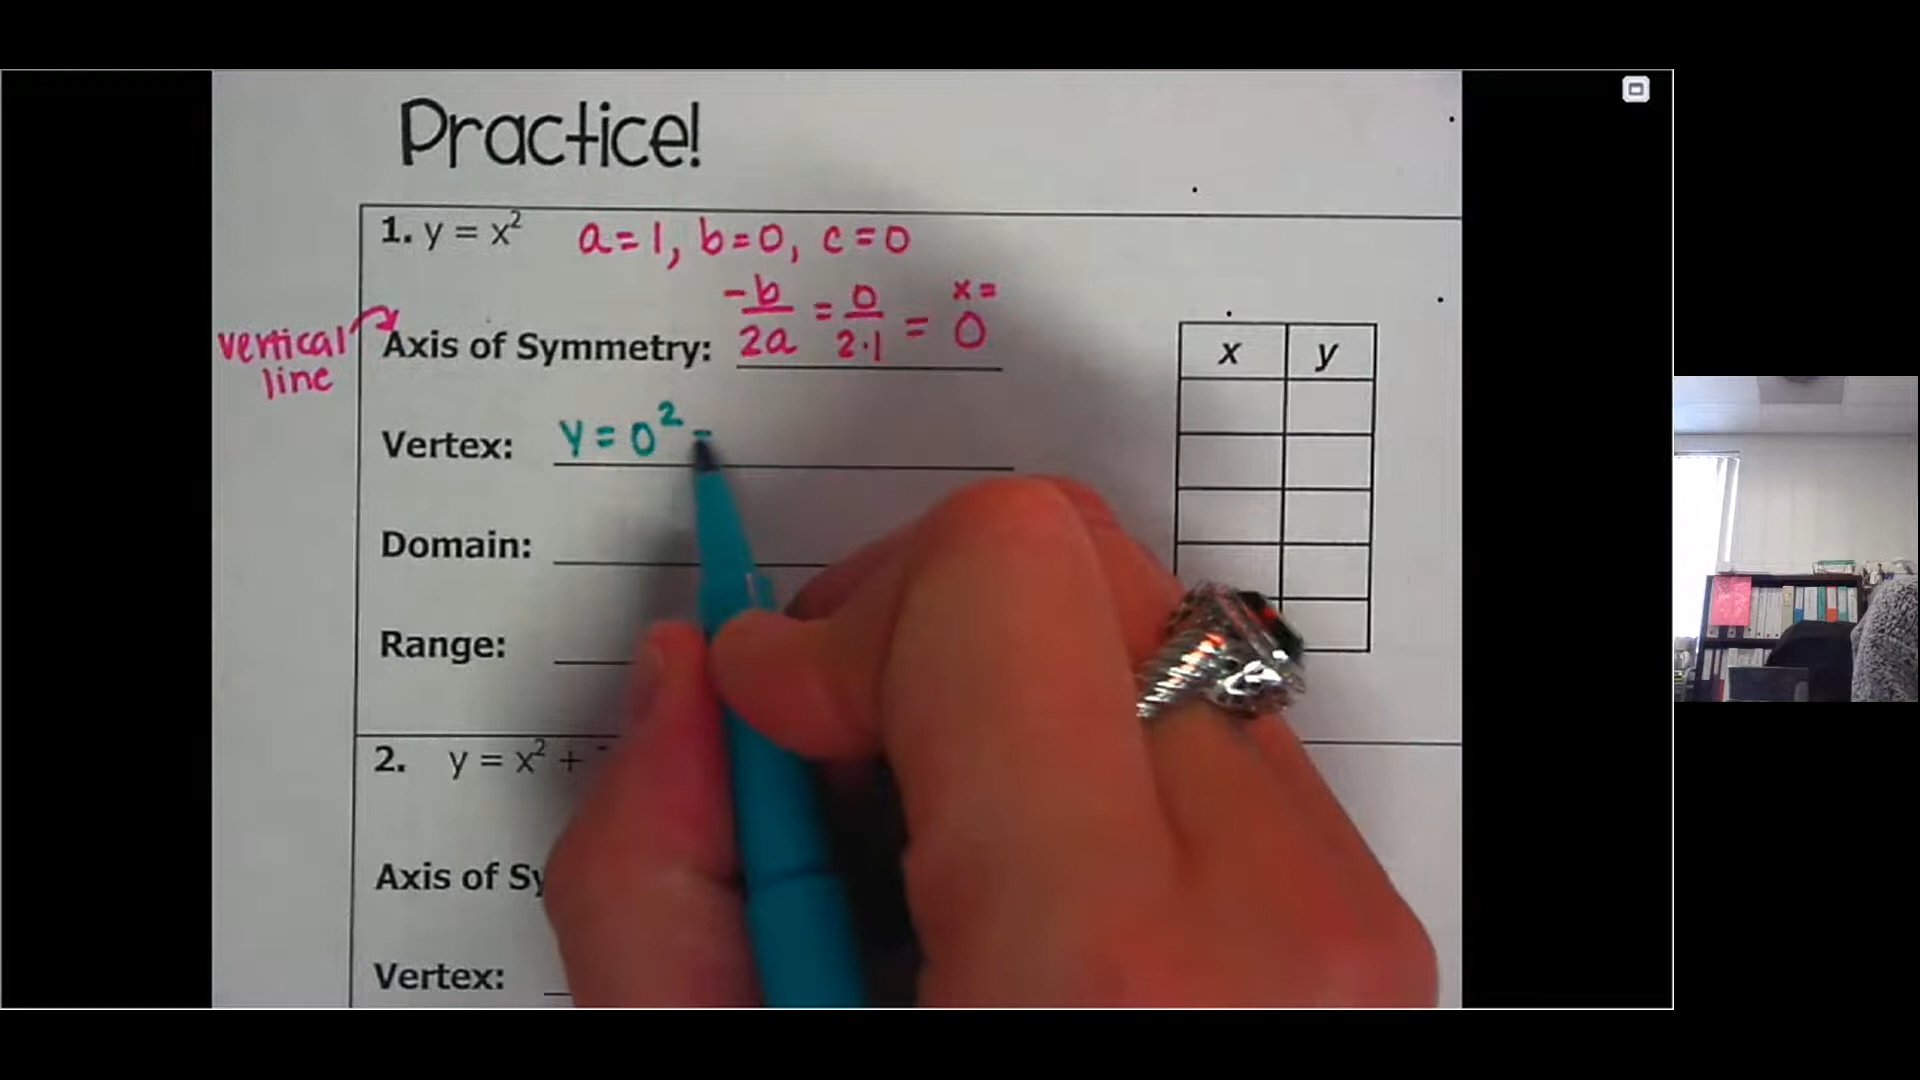 Practice!
1. y = x²   a=1, b=0, c=0
vertical line
Axis of Symmetry: -b/2a = 0/2·1 = x= 0
x y
Vertex: y = 0² =
Domain:
Range:
2. y = x² +
Axis of Sy
Vertex: